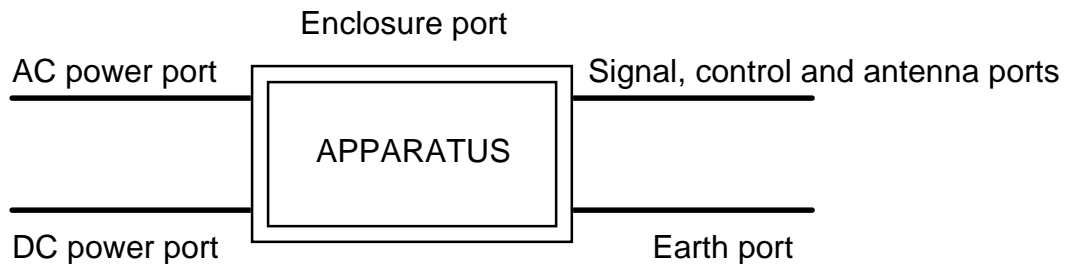 Enclosure port
AC power port
Signal, control and antenna ports
APPARATUS
DC power port
Earth port